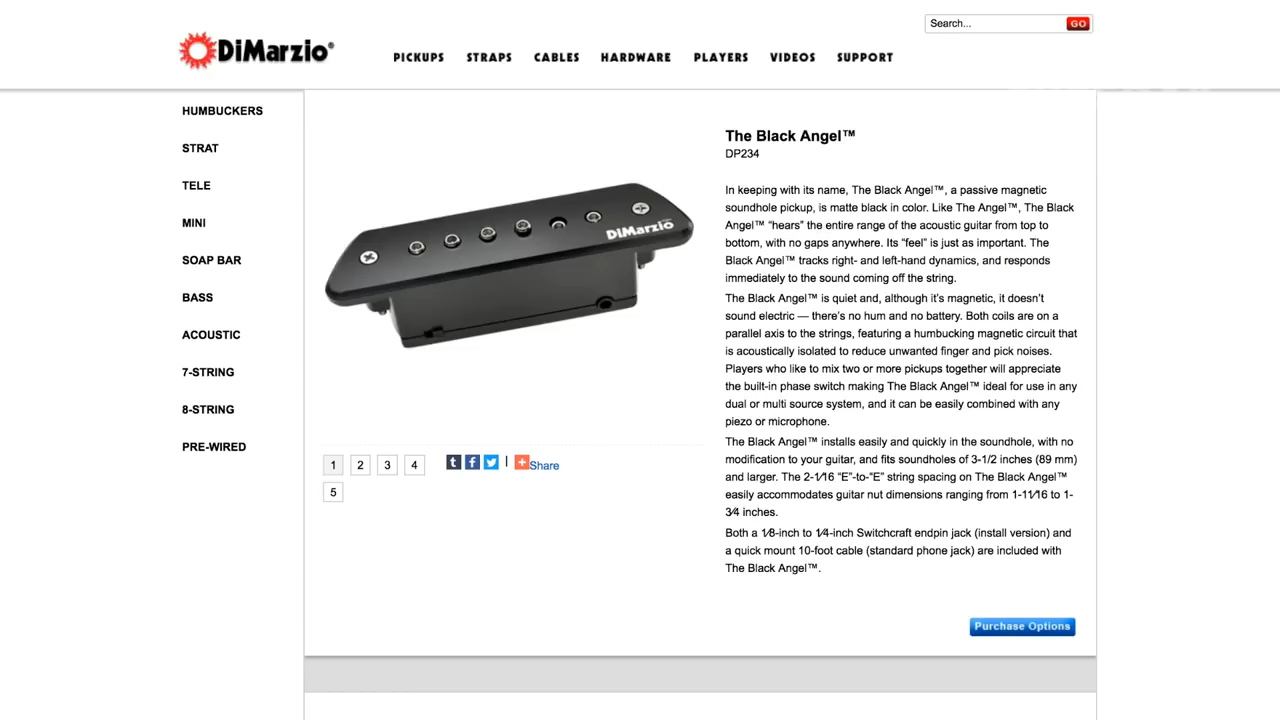 Search...
GO
DiMarzio®
PICKUPS STRAPS CABLES HARDWARE PLAYERS VIDEOS SUPPORT
HUMBUCKERS
STRAT
TELE
MINI
SOAP BAR
BASS
ACOUSTIC
7-STRING
8-STRING
PRE-WIRED
DiMarzio
1 2 3 4
5
t f | Share
The Black Angel™
DP234
In keeping with its name, The Black Angel™, a passive magnetic
soundhole pickup, is matte black in color. Like The Angel™, The Black
Angel™ “hears” the entire range of the acoustic guitar from top to
bottom, with no gaps anywhere. Its “feel” is just as important. The
Black Angel™ tracks right- and left-hand dynamics, and responds
immediately to the sound coming off the string.
The Black Angel™ is quiet and, although it’s magnetic, it doesn’t
sound electric — there’s no hum and no battery. Both coils are on a
parallel axis to the strings, featuring a humbucking magnetic circuit that
is acoustically isolated to reduce unwanted finger and pick noises.
Players who like to mix two or more pickups together will appreciate
the built-in phase switch making The Black Angel™ ideal for use in any
dual or multi source system, and it can be easily combined with any
piezo or microphone.
The Black Angel™ installs easily and quickly in the soundhole, with no
modification to your guitar, and fits soundholes of 3-1/2 inches (89 mm)
and larger. The 2-1⁄16 “E”-to-“E” string spacing on The Black Angel™
easily accommodates guitar nut dimensions ranging from 1-11⁄16 to 1-
3⁄4 inches.
Both a 1⁄8-inch to 1⁄4-inch Switchcraft endpin jack (install version) and
a quick mount 10-foot cable (standard phone jack) are included with
The Black Angel™.
Purchase Options